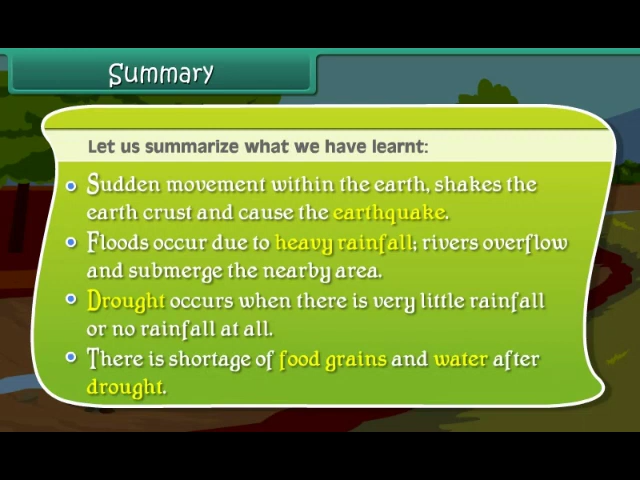 Summary
Let us summarize what we have learnt:
Sudden movement within the earth, shakes the
earth crust and cause the earthquake.
Floods occur due to heavy rainfall; rivers overflow
and submerge the nearby area.
Drought occurs when there is very little rainfall
or no rainfall at all.
There is shortage of food grains and water after
drought.